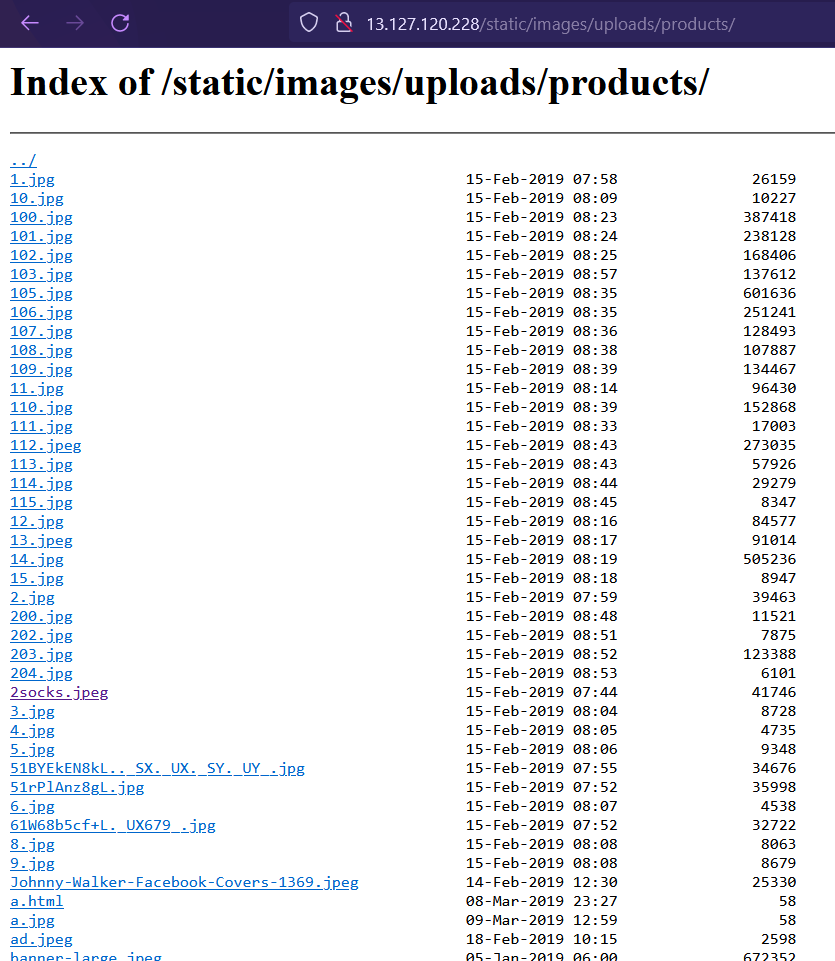 13.127.120.228/static/images/uploads/products/
Index of /static/images/uploads/products/
../
1.jpg 15-Feb-2019 07:58 26159
10.jpg 15-Feb-2019 08:09 10227
100.jpg 15-Feb-2019 08:23 387418
101.jpg 15-Feb-2019 08:24 238128
102.jpg 15-Feb-2019 08:25 168406
103.jpg 15-Feb-2019 08:57 137612
105.jpg 15-Feb-2019 08:35 601636
106.jpg 15-Feb-2019 08:35 251241
107.jpg 15-Feb-2019 08:36 128493
108.jpg 15-Feb-2019 08:38 107887
109.jpg 15-Feb-2019 08:39 134467
11.jpg 15-Feb-2019 08:14 96430
110.jpg 15-Feb-2019 08:39 152868
111.jpg 15-Feb-2019 08:33 17003
112.jpeg 15-Feb-2019 08:43 273035
113.jpg 15-Feb-2019 08:43 57926
114.jpg 15-Feb-2019 08:44 29279
115.jpg 15-Feb-2019 08:45 8347
12.jpg 15-Feb-2019 08:16 84577
13.jpeg 15-Feb-2019 08:17 91014
14.jpg 15-Feb-2019 08:19 505236
15.jpg 15-Feb-2019 08:18 8947
2.jpg 15-Feb-2019 07:59 39463
200.jpg 15-Feb-2019 08:48 11521
202.jpg 15-Feb-2019 08:51 7875
203.jpg 15-Feb-2019 08:52 123388
204.jpg 15-Feb-2019 08:53 6101
2socks.jpeg 15-Feb-2019 07:44 41746
3.jpg 15-Feb-2019 08:04 8728
4.jpg 15-Feb-2019 08:05 4735
5.jpg 15-Feb-2019 08:06 9348
51BYEkEN8kL.._SX._UX._SY._UY_.jpg 15-Feb-2019 07:55 34676
51rPlAnz8gL.jpg 15-Feb-2019 07:52 35998
6.jpg 15-Feb-2019 08:07 4538
61W68b5cf+L._UX679_.jpg 15-Feb-2019 07:52 32722
8.jpg 15-Feb-2019 08:08 8063
9.jpg 15-Feb-2019 08:08 8679
Johnny-Walker-Facebook-Covers-1369.jpeg 14-Feb-2019 12:30 25330
a.html 08-Mar-2019 23:27 58
a.jpg 09-Mar-2019 12:59 58
ad.jpeg 18-Feb-2019 10:15 2598
banner-large.jpeg 05-Jan-2019 06:00 672352